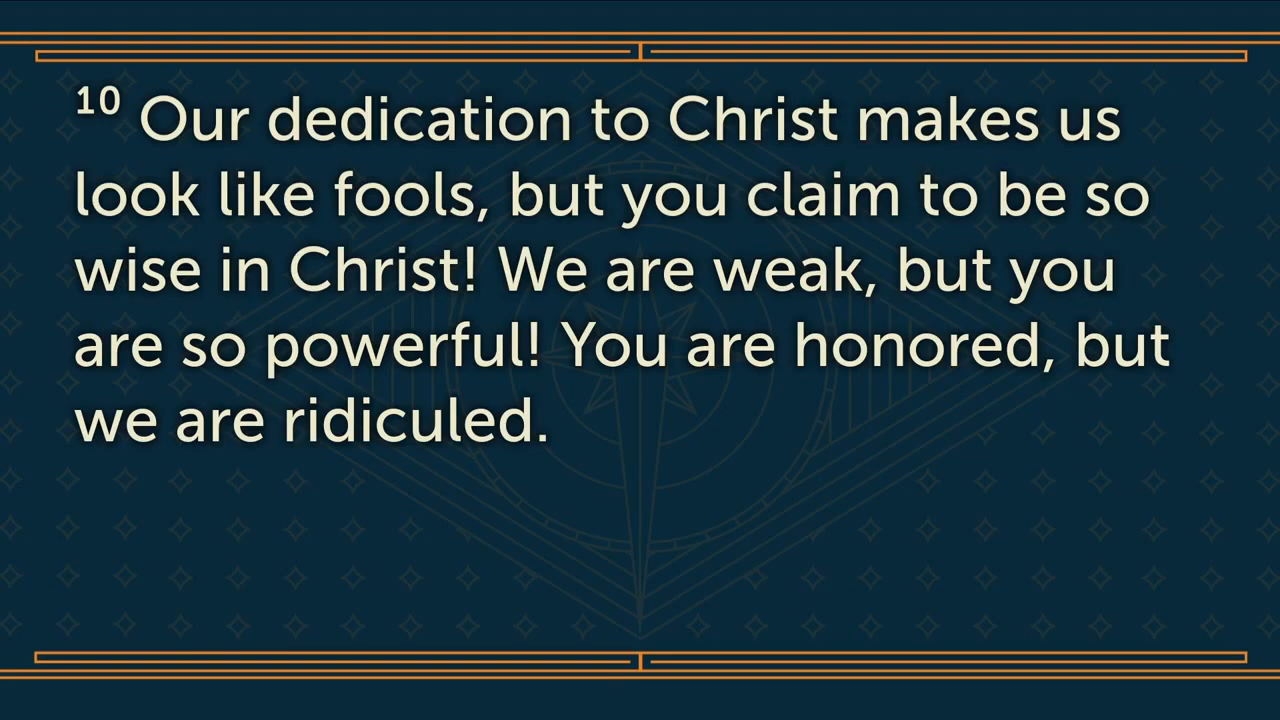 10 Our dedication to Christ makes us
look like fools, but you claim to be so
wise in Christ! We are weak, but you
are so powerful! You are honored, but
we are ridiculed.